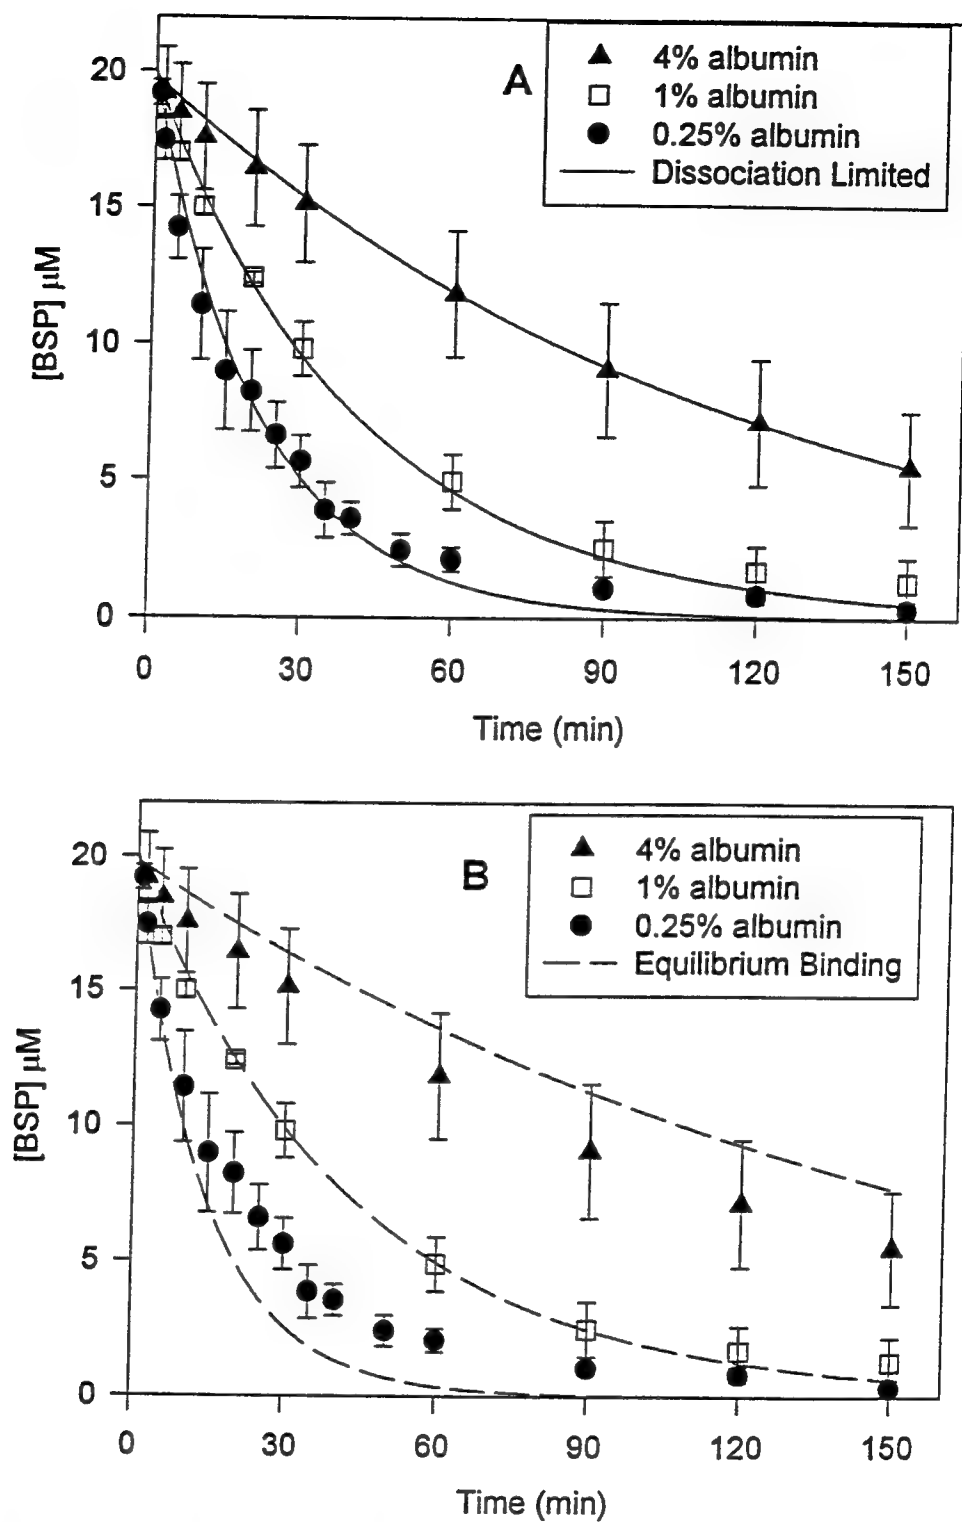 A
4% albumin
1% albumin
0.25% albumin
Dissociation Limited
20
15
10
5
0
[BSP] μM
0 30 60 90 120 150
Time (min)
B
4% albumin
1% albumin
0.25% albumin
Equilibrium Binding
20
15
10
5
0
[BSP] μM
0 30 60 90 120 150
Time (min)